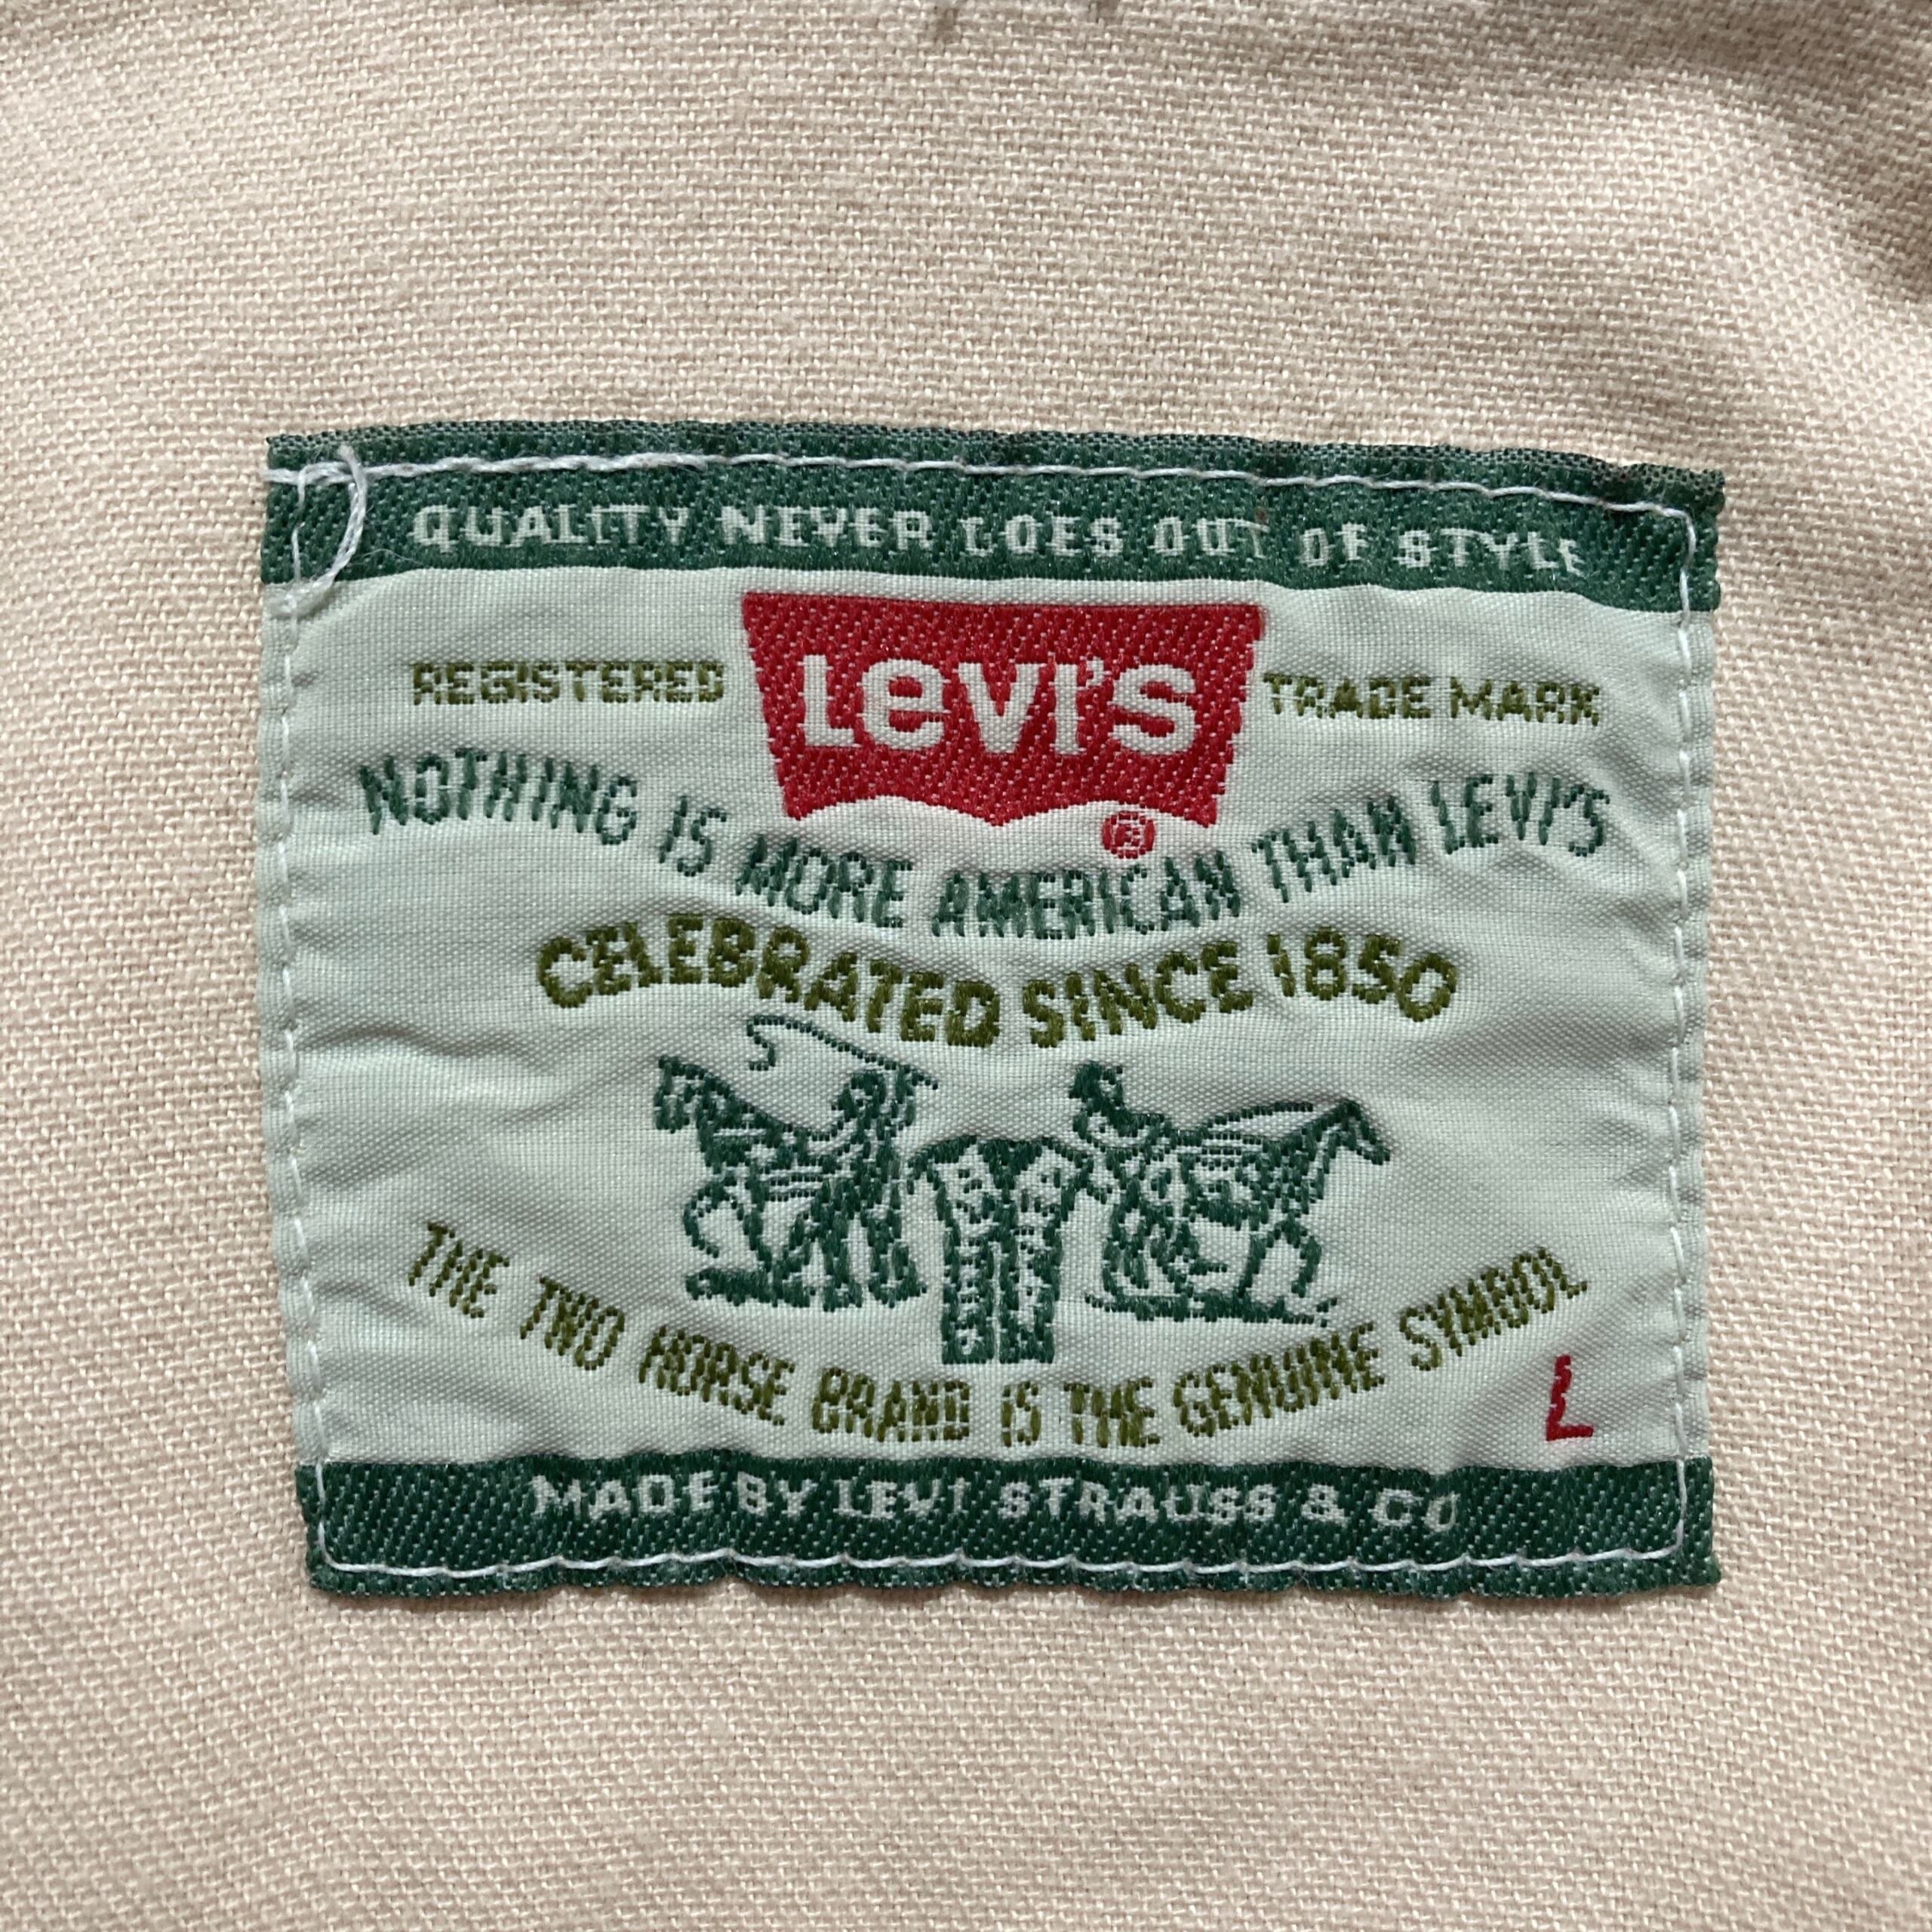 QUALITY NEVER GOES OUT OF STYLE
REGISTERED LEVI'S TRADE MARK
®
NOTHING IS MORE AMERICAN THAN LEVI'S
CELEBRATED SINCE 1850
THE TWO HORSE BRAND IS THE GENUINE SYMBOL
L
MADE BY LEVI STRAUSS & CO